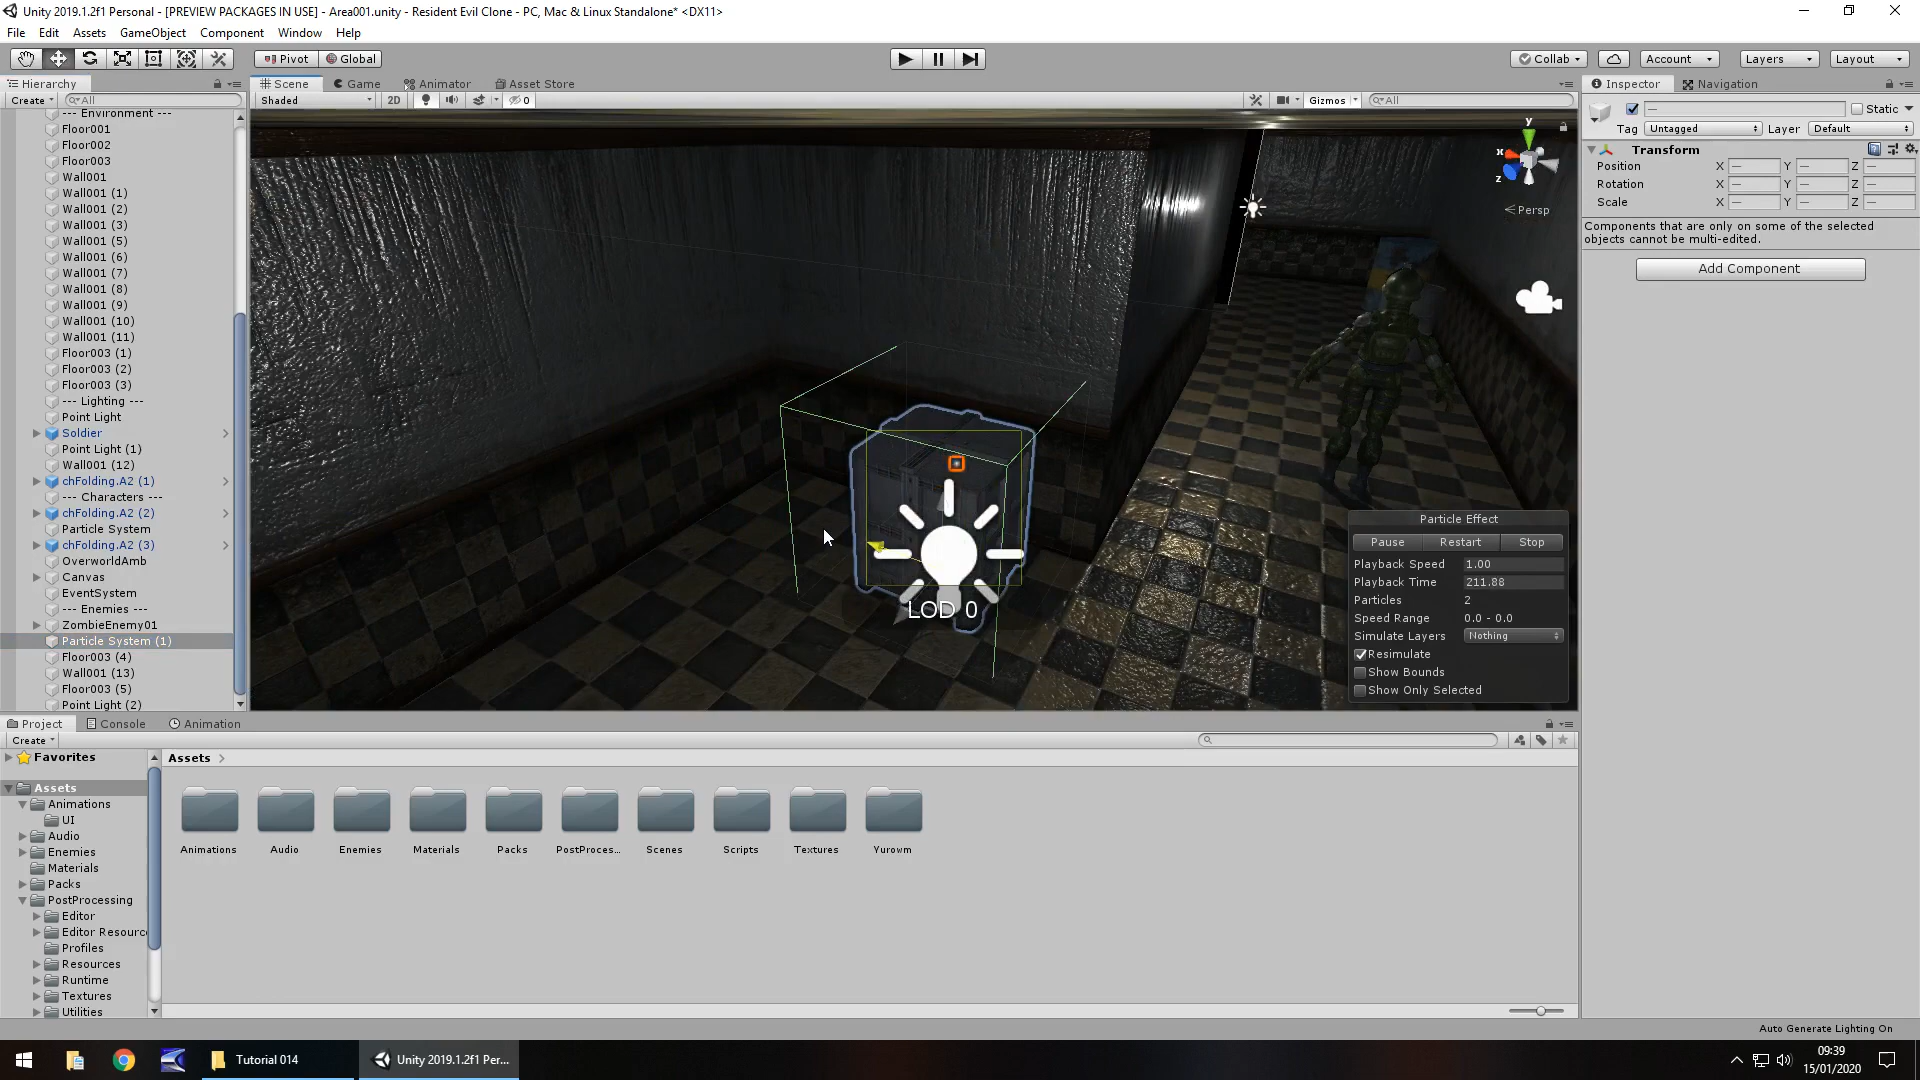 Unity 2019.1.2f1 Personal - [PREVIEW PACKAGES IN USE] - Area001.unity - Resident Evil Clone - PC, Mac & Linux Standalone* <DX11>
File Edit Assets GameObject Component Window Help
Pivot Global Collab Account Layers Layout
Hierarchy Scene Game Animator Asset Store Inspector Navigation
Create All Shaded 2D 0 Gizmos All
Static
Tag Untagged Layer Default
Transform
Position X — Y — Z —
Rotation X — Y — Z —
Scale X — Y — Z —
Components that are only on some of the selected
objects cannot be multi-edited.
Add Component
--- Environment ---
Floor001
Floor002
Floor003
Wall001
Wall001 (1)
Wall001 (2)
Wall001 (3)
Wall001 (5)
Wall001 (6)
Wall001 (7)
Wall001 (8)
Wall001 (9)
Wall001 (10)
Wall001 (11)
Floor003 (1)
Floor003 (2)
Floor003 (3)
--- Lighting ---
Point Light
Soldier
Point Light (1)
Wall001 (12)
chFolding.A2 (1)
--- Characters ---
chFolding.A2 (2)
Particle System
chFolding.A2 (3)
OverworldAmb
Canvas
EventSystem
--- Enemies ---
ZombieEnemy01
Particle System (1)
Floor003 (4)
Wall001 (13)
Floor003 (5)
Point Light (2)
y
x
z
Persp
LOD 0
Particle Effect
Pause Restart Stop
Playback Speed 1.00
Playback Time 211.88
Particles 2
Speed Range 0.0 - 0.0
Simulate Layers Nothing
Resimulate
Show Bounds
Show Only Selected
Project Console Animation
Create
Favorites
Assets
Animations
UI
Audio
Enemies
Materials
Packs
PostProcessing
Editor
Editor Resourc
Profiles
Resources
Runtime
Textures
Utilities
Assets
Animations Audio Enemies Materials Packs PostProces... Scenes Scripts Textures Yurowm
Auto Generate Lighting On
Tutorial 014
Unity 2019.1.2f1 Per...
09:39
15/01/2020